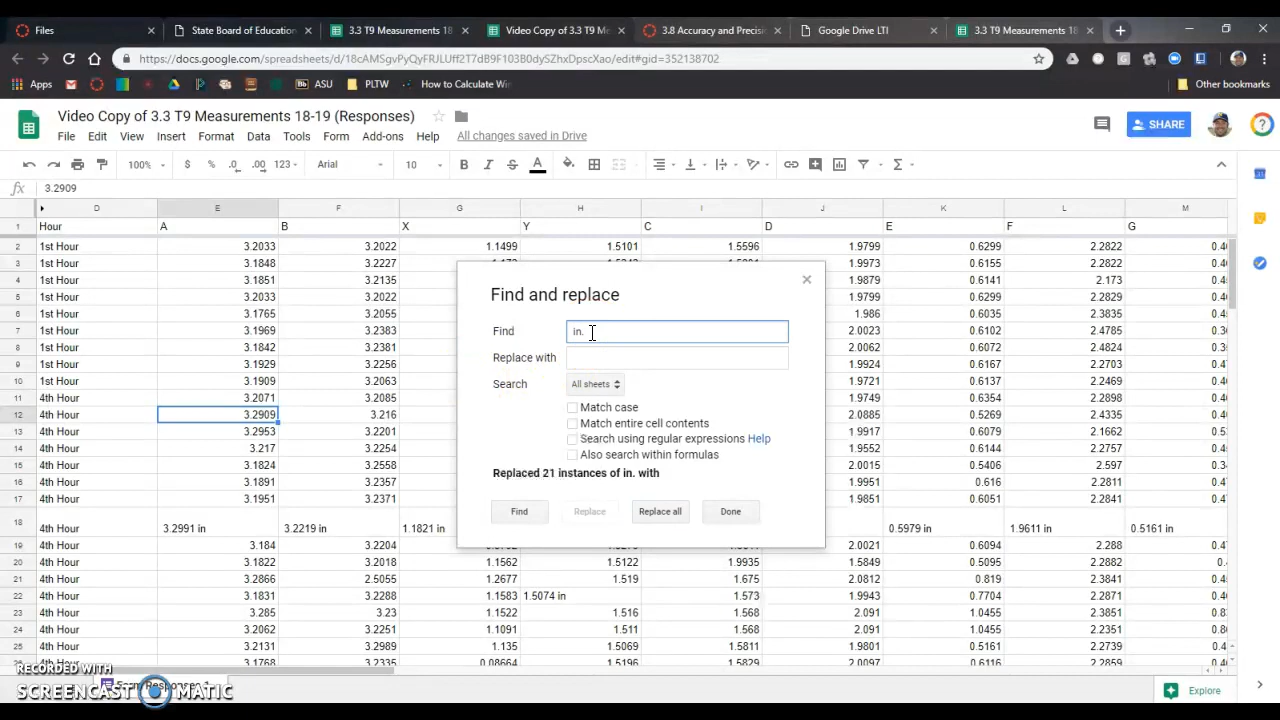 Files
State Board of Education
3.3 T9 Measurements 18-
Video Copy of 3.3 T9 Me
3.8 Accuracy and Precisi
Google Drive LTI
3.3 T9 Measurements 18
https://docs.google.com/spreadsheets/d/18cAMSgvPyQyFRJLUff2T7dB9F103B0dySZhxDpscXao/edit#gid=352138702
Apps ASU PLTW How to Calculate Wi Other bookmarks
Video Copy of 3.3 T9 Measurements 18-19 (Responses)
SHARE
File Edit View Insert Format Data Tools Form Add-ons Help All changes saved in Drive
100% $ % .0 .00 123 Arial 10 B I S A Σ
fx 3.2909
D E F G H I J K L M
1 Hour A B X Y C D E F G
2 1st Hour 3.2033 3.2022 1.1499 1.5101 1.5596 1.9799 0.6299 2.2822
3 1st Hour 3.1848 3.2227 1.9973 0.6155 2.2822
4 1st Hour 3.1851 3.2135 1.9879 0.6141 2.173
5 1st Hour 3.2033 3.2022 1.9799 0.6299 2.2829
6 1st Hour 3.1765 3.2055 1.986 0.6035 2.2813
7 1st Hour 3.1969 3.2383 2.0023 0.6102 2.4785
8 1st Hour 3.1842 3.2381 2.0062 0.6072 2.4824
9 1st Hour 3.1929 3.2256 1.9924 0.6167 2.2703
10 1st Hour 3.1909 3.2063 1.9721 0.6137 2.2469
11 4th Hour 3.2071 3.2085 1.9749 0.6354 2.2898
12 4th Hour 3.2909 3.216 2.0885 0.5269 2.4335
13 4th Hour 3.2953 3.2201 1.9917 0.6079 2.1662
14 4th Hour 3.217 3.2254 1.9552 0.6144 2.2757
15 4th Hour 3.1824 3.2558 2.0015 0.5406 2.597
16 4th Hour 3.1891 3.2357 1.9951 0.616 2.2811
17 4th Hour 3.1951 3.2371 1.9851 0.6051 2.2841
18 4th Hour 3.2991 in 3.2219 in 1.1821 in 0.5979 in 1.9611 in 0.5161 in
19 4th Hour 3.184 3.2204 2.0021 0.6094 2.288
20 4th Hour 3.1822 3.2018 1.1562 1.5122 1.9935 1.5849 0.5095 2.2882
21 4th Hour 3.2866 2.5055 1.2677 1.519 1.675 2.0812 0.819 2.3841
22 4th Hour 3.1831 3.2288 1.1583 1.5074 in 1.573 1.9943 0.7704 2.2871
23 4th Hour 3.285 3.23 1.1522 1.516 1.568 2.091 1.0455 2.3851
24 4th Hour 3.2062 3.2251 1.1091 1.511 1.568 2.091 1.0455 2.2351
25 4th Hour 3.2131 3.2989 1.135 1.5069 1.5811 2.0097 0.5161 2.2739
4th Hour 3.1768 3.2335 0.08664 1.5196 1.5829 2.0097 0.6116 2.2859
Find and replace
Find in.
Replace with
Search All sheets
Match case
Match entire cell contents
Search using regular expressions Help
Also search within formulas
Replaced 21 instances of in. with
Find Replace Replace all Done
RECORDED WITH
SCREENCAST MATIC
Explore